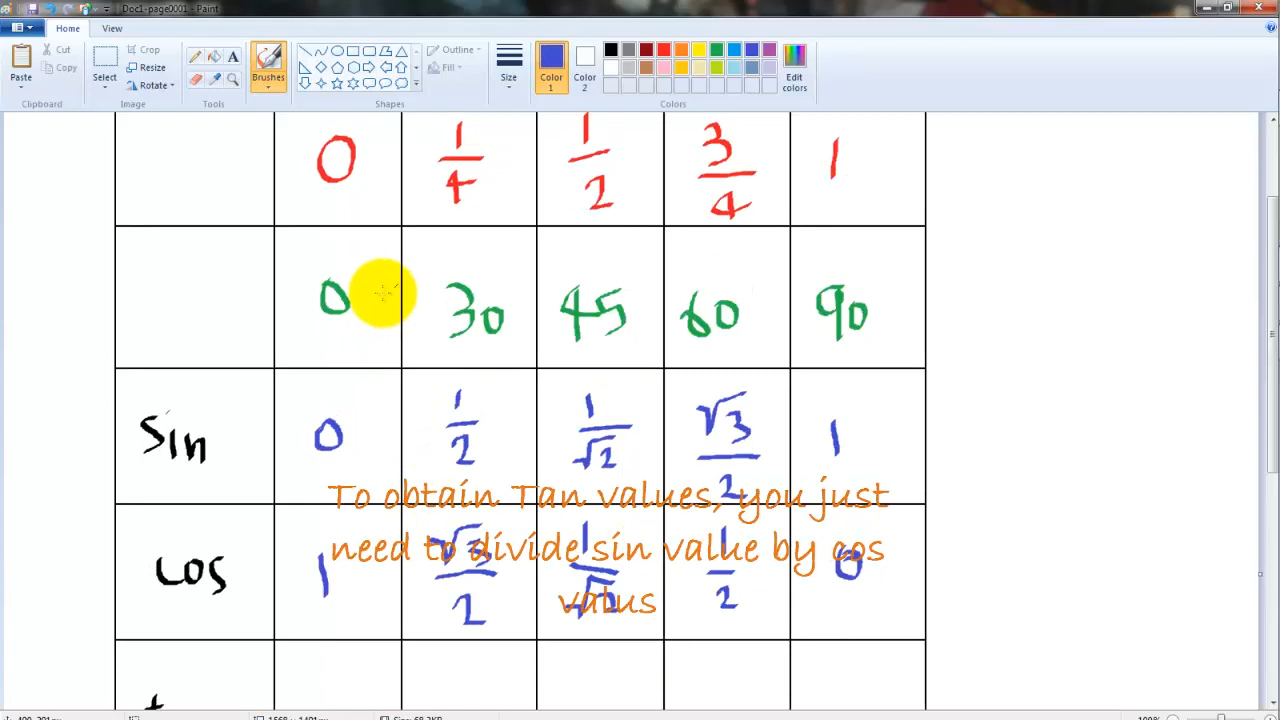 Doc1-page0001 - Paint
Home View
Paste Cut Copy Select Crop Resize Rotate Brushes Outline Fill Size Color 1 Color 2 Edit colors
Clipboard Image Tools Shapes Colors
0 1/4 1/2 3/4 1
0 30 45 60 90
Sin 0 1/2 1/√2 √3/2 1
To obtain Tan values, you just
need to divide sin value by cos
valus
cos 1 √3/2 1/√2 1/2 0
100%